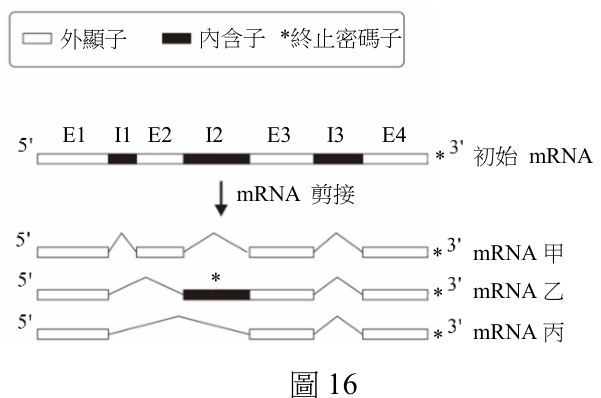 外顯子 內含子 *終止密碼子
E1 I1 E2 I2 E3 I3 E4
5' * 3' 初始 mRNA
mRNA 剪接
5' * 3' mRNA 甲
*
5' * 3' mRNA 乙
5' * 3' mRNA 丙
圖 16